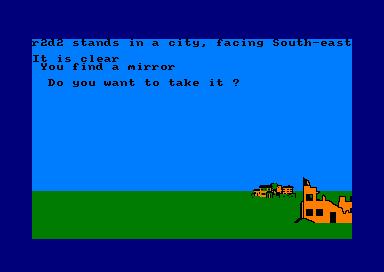 r2d2 stands in a city, facing South-east
It is clear
You find a mirror
Do you want to take it ?